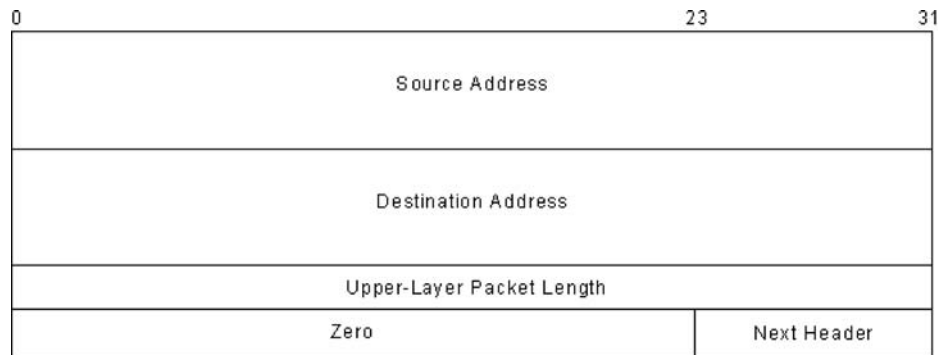 0 23 31
Source Address
Destination Address
Upper-Layer Packet Length
Zero Next Header